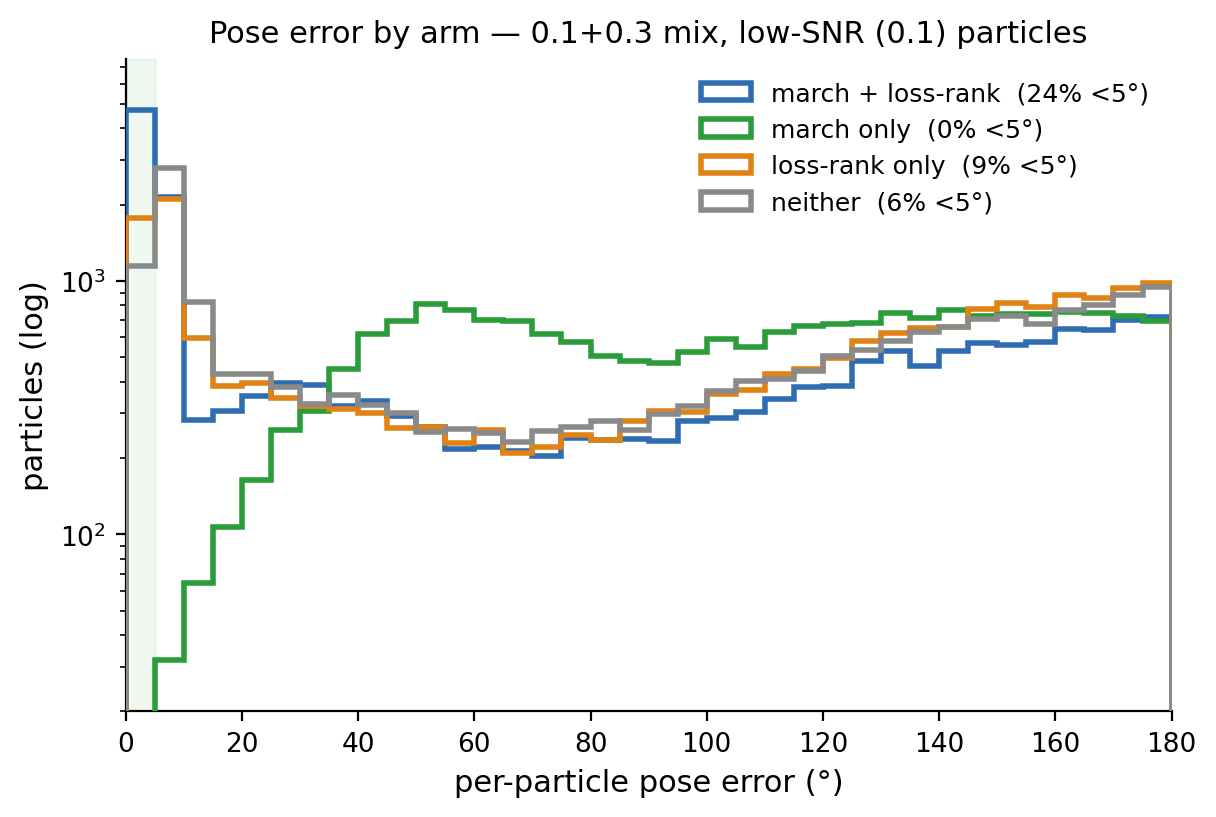 Pose error by arm — 0.1+0.3 mix, low-SNR (0.1) particles
march + loss-rank  (24% <5°)
march only  (0% <5°)
loss-rank only  (9% <5°)
neither  (6% <5°)
particles (log)
10³
10²
0 20 40 60 80 100 120 140 160 180
per-particle pose error (°)